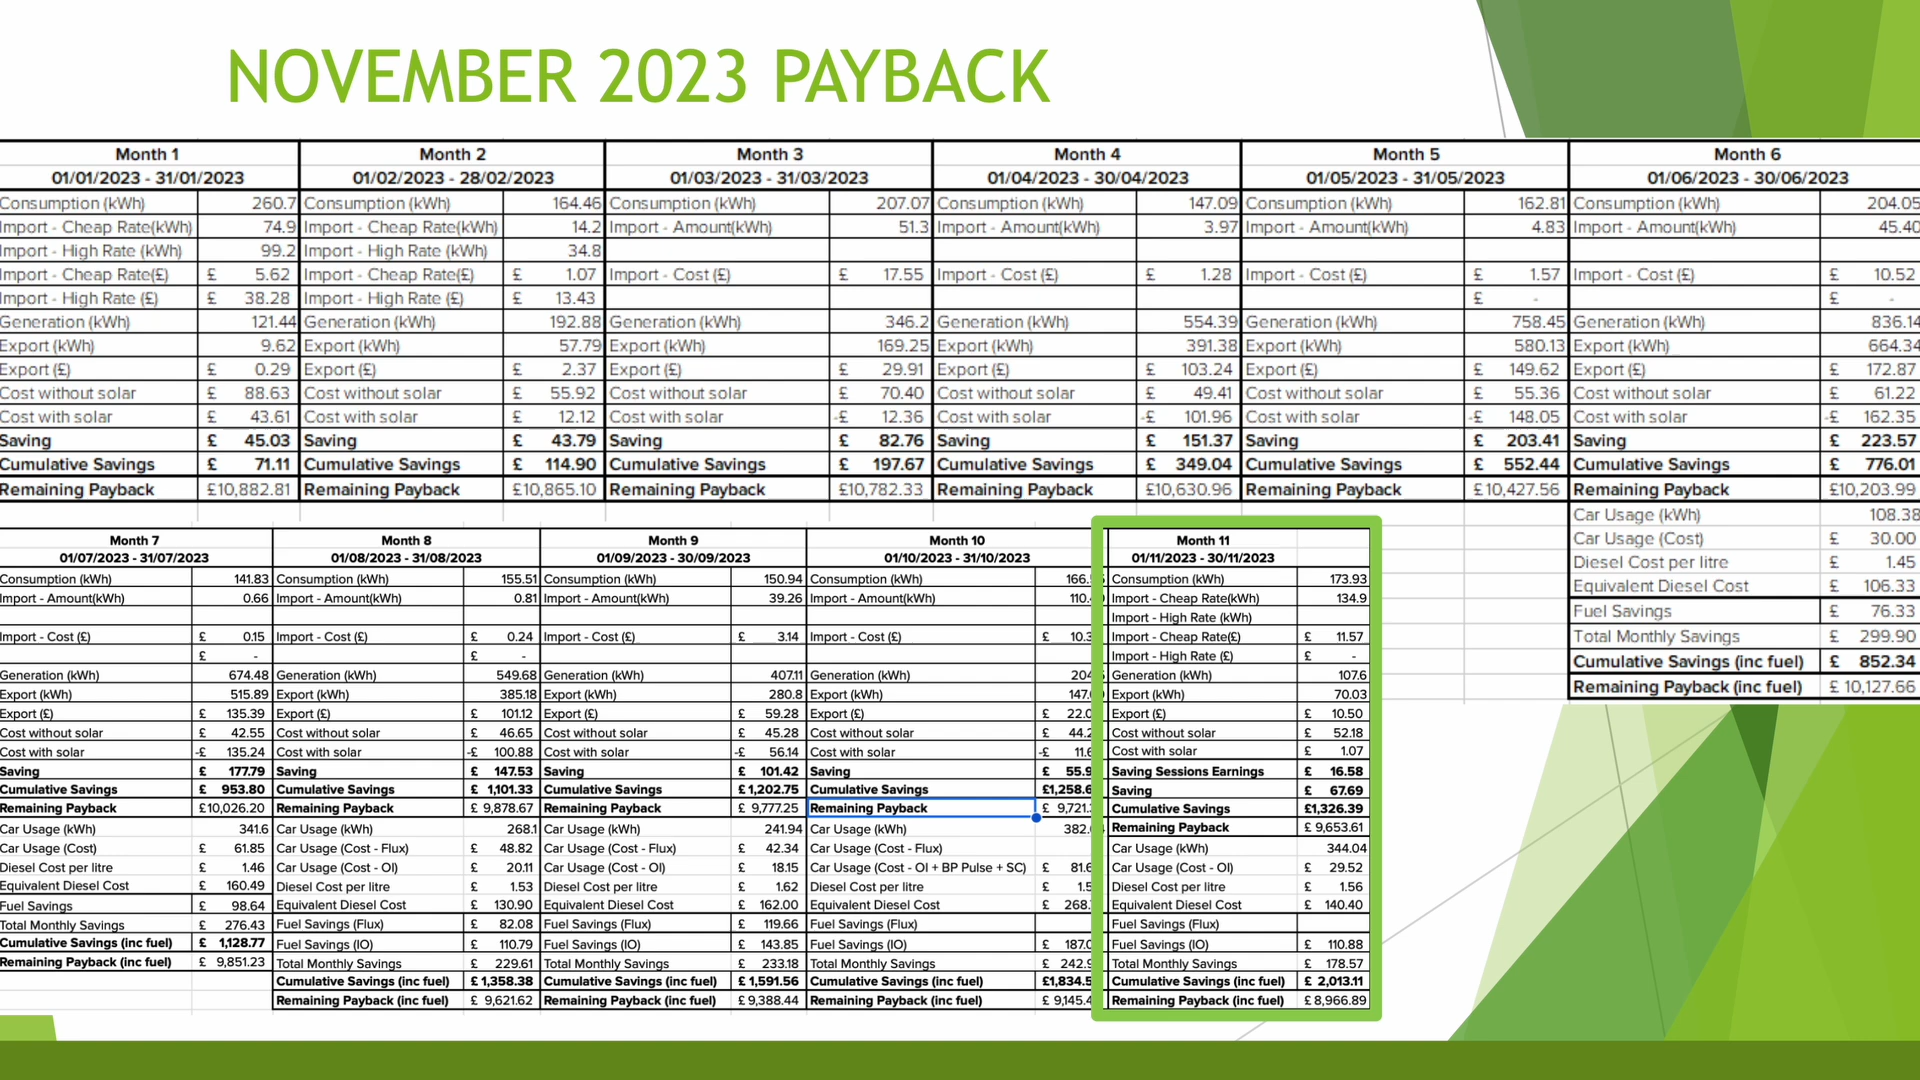 NOVEMBER 2023 PAYBACK
Month 1
01/01/2023 - 31/01/2023
Consumption (kWh) 260.7
Import - Cheap Rate(kWh) 74.9
Import - High Rate (kWh) 99.2
Import - Cheap Rate(£) £ 5.62
Import - High Rate (£) £ 38.28
Generation (kWh) 121.44
Export (kWh) 9.62
Export (£) £ 0.29
Cost without solar £ 88.63
Cost with solar £ 43.61
Saving £ 45.03
Cumulative Savings £ 71.11
Remaining Payback £10,882.81
Month 2
01/02/2023 - 28/02/2023
Consumption (kWh) 164.46
Import - Cheap Rate(kWh) 14.2
Import - High Rate (kWh) 34.8
Import - Cheap Rate(£) £ 1.07
Import - High Rate (£) £ 13.43
Generation (kWh) 192.88
Export (kWh) 57.79
Export (£) £ 2.37
Cost without solar £ 55.92
Cost with solar £ 12.12
Saving £ 43.79
Cumulative Savings £ 114.90
Remaining Payback £10,865.10
Month 3
01/03/2023 - 31/03/2023
Consumption (kWh) 207.07
Import - Amount(kWh) 51.3
Import - Cost (£) £ 17.55
Generation (kWh) 346.2
Export (kWh) 169.25
Export (£) £ 29.91
Cost without solar £ 70.40
Cost with solar -£ 12.36
Saving £ 82.76
Cumulative Savings £ 197.67
Remaining Payback £10,782.33
Month 4
01/04/2023 - 30/04/2023
Consumption (kWh) 147.09
Import - Amount(kWh) 3.97
Import - Cost (£) £ 1.28
Generation (kWh) 554.39
Export (kWh) 391.38
Export (£) £ 103.24
Cost without solar £ 49.41
Cost with solar -£ 101.96
Saving £ 151.37
Cumulative Savings £ 349.04
Remaining Payback £10,630.96
Month 5
01/05/2023 - 31/05/2023
Consumption (kWh) 162.81
Import - Amount(kWh) 4.83
Import - Cost (£) £ 1.57
£ -
Generation (kWh) 758.45
Export (kWh) 580.13
Export (£) £ 149.62
Cost without solar £ 55.36
Cost with solar -£ 148.05
Saving £ 203.41
Cumulative Savings £ 552.44
Remaining Payback £10,427.56
Month 6
01/06/2023 - 30/06/2023
Consumption (kWh) 204.05
Import - Amount(kWh) 45.40
Import - Cost (£) £ 10.52
£ -
Generation (kWh) 836.14
Export (kWh) 664.34
Export (£) £ 172.87
Cost without solar £ 61.22
Cost with solar -£ 162.35
Saving £ 223.57
Cumulative Savings £ 776.01
Remaining Payback £10,203.99
Car Usage (kWh) 108.38
Car Usage (Cost) £ 30.00
Diesel Cost per litre £ 1.45
Equivalent Diesel Cost £ 106.33
Fuel Savings £ 76.33
Total Monthly Savings £ 299.90
Cumulative Savings (inc fuel) £ 852.34
Remaining Payback (inc fuel) £ 10,127.66
Month 7
01/07/2023 - 31/07/2023
Consumption (kWh) 141.83
Import - Amount(kWh) 0.66
Import - Cost (£) £ 0.15
£ -
Generation (kWh) 674.48
Export (kWh) 515.89
Export (£) £ 135.39
Cost without solar £ 42.55
Cost with solar -£ 135.24
Saving £ 177.79
Cumulative Savings £ 953.80
Remaining Payback £10,026.20
Car Usage (kWh) 341.6
Car Usage (Cost) £ 61.85
Diesel Cost per litre £ 1.46
Equivalent Diesel Cost £ 160.49
Fuel Savings £ 98.64
Total Monthly Savings £ 276.43
Cumulative Savings (inc fuel) £ 1,128.77
Remaining Payback (inc fuel) £ 9,851.23
Month 8
01/08/2023 - 31/08/2023
Consumption (kWh) 155.51
Import - Amount(kWh) 0.81
Import - Cost (£) £ 0.24
£ -
Generation (kWh) 549.68
Export (kWh) 385.18
Export (£) £ 101.12
Cost without solar £ 46.65
Cost with solar -£ 100.88
Saving £ 147.53
Cumulative Savings £ 1,101.33
Remaining Payback £ 9,878.67
Car Usage (kWh) 268.1
Car Usage (Cost - Flux) £ 48.82
Car Usage (Cost - OI) £ 20.11
Diesel Cost per litre £ 1.53
Equivalent Diesel Cost £ 130.90
Fuel Savings (Flux) £ 82.08
Fuel Savings (IO) £ 110.79
Total Monthly Savings £ 229.61
Cumulative Savings (inc fuel) £ 1,358.38
Remaining Payback (inc fuel) £ 9,621.62
Month 9
01/09/2023 - 30/09/2023
Consumption (kWh) 150.94
Import - Amount(kWh) 39.26
Import - Cost (£) £ 3.14
Generation (kWh) 407.11
Export (kWh) 280.8
Export (£) £ 59.28
Cost without solar £ 45.28
Cost with solar -£ 56.14
Saving £ 101.42
Cumulative Savings £ 1,202.75
Remaining Payback £ 9,777.25
Car Usage (kWh) 241.94
Car Usage (Cost - Flux) £ 42.34
Car Usage (Cost - OI) £ 18.15
Diesel Cost per litre £ 1.62
Equivalent Diesel Cost £ 162.00
Fuel Savings (Flux) £ 119.66
Fuel Savings (IO) £ 143.85
Total Monthly Savings £ 233.18
Cumulative Savings (inc fuel) £ 1,591.56
Remaining Payback (inc fuel) £ 9,388.44
Month 10
01/10/2023 - 31/10/2023
Consumption (kWh) 166.
Import - Amount(kWh) 110.
Import - Cost (£) £ 10.3
Generation (kWh) 204
Export (kWh) 147.
Export (£) £ 22.0
Cost without solar £ 44.2
Cost with solar -£ 11.6
Saving £ 55.9
Cumulative Savings £1,258.6
Remaining Payback £ 9,721.
Car Usage (kWh) 382.
Car Usage (Cost - Flux)
Car Usage (Cost - OI + BP Pulse + SC) £ 81.6
Diesel Cost per litre £ 1.5
Equivalent Diesel Cost £ 268.
Fuel Savings (Flux)
Fuel Savings (IO) £ 187.0
Total Monthly Savings £ 242.9
Cumulative Savings (inc fuel) £1,834.5
Remaining Payback (inc fuel) £ 9,145.4
Month 11
01/11/2023 - 30/11/2023
Consumption (kWh) 173.93
Import - Cheap Rate(kWh) 134.9
Import - High Rate (kWh)
Import - Cheap Rate(£) £ 11.57
Import - High Rate (£) £ -
Generation (kWh) 107.6
Export (kWh) 70.03
Export (£) £ 10.50
Cost without solar £ 52.18
Cost with solar £ 1.07
Saving Sessions Earnings £ 16.58
Saving £ 67.69
Cumulative Savings £1,326.39
Remaining Payback £ 9,653.61
Car Usage (kWh) 344.04
Car Usage (Cost - OI) £ 29.52
Diesel Cost per litre £ 1.56
Equivalent Diesel Cost £ 140.40
Fuel Savings (Flux)
Fuel Savings (IO) £ 110.88
Total Monthly Savings £ 178.57
Cumulative Savings (inc fuel) £ 2,013.11
Remaining Payback (inc fuel) £ 8,966.89